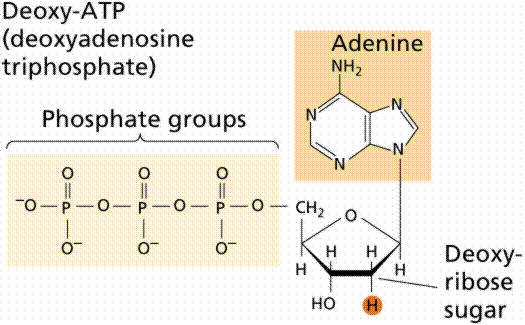 Deoxy-ATP
(deoxyadenosine
triphosphate)
Adenine
NH₂
N
N
N
N
Phosphate groups
O
O
O
⁻O—P—O—P—O—P—O—CH₂
O⁻
O⁻
O⁻
O
H
H
H
H
HO
H
Deoxy-
ribose
sugar